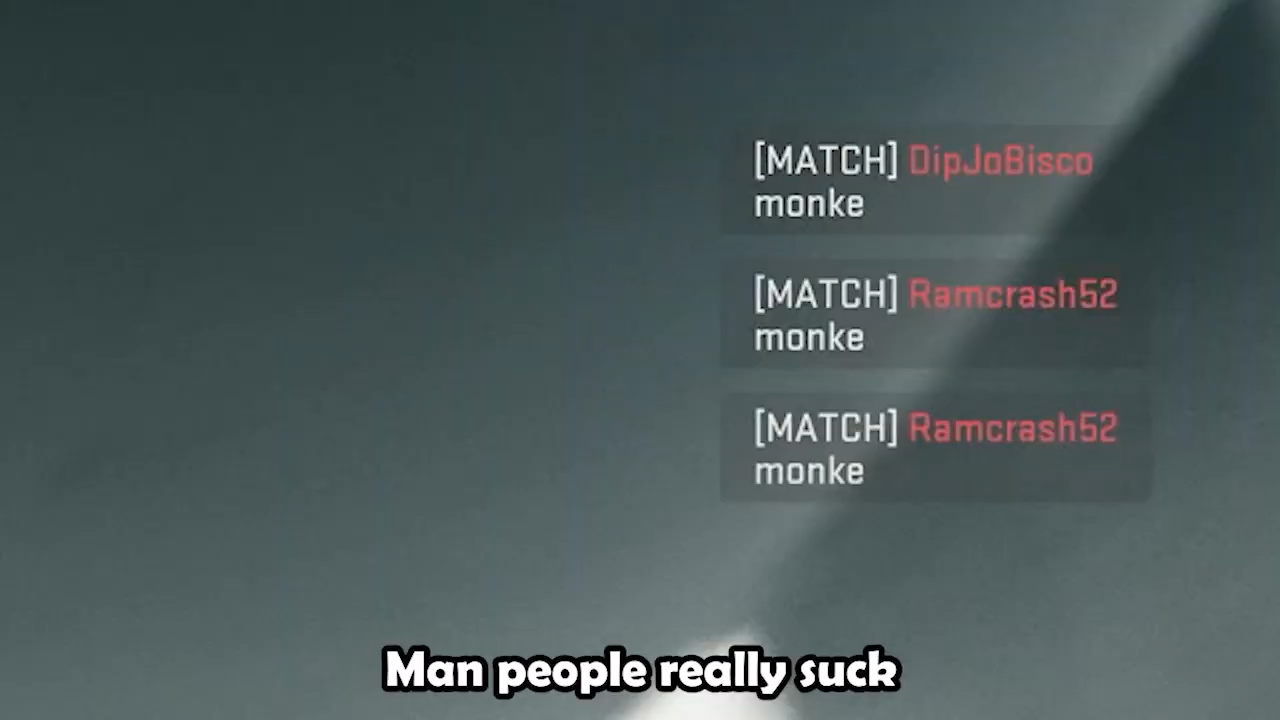 [MATCH] DipJoBisco
monke
[MATCH] Ramcrash52
monke
[MATCH] Ramcrash52
monke
Man people really suck